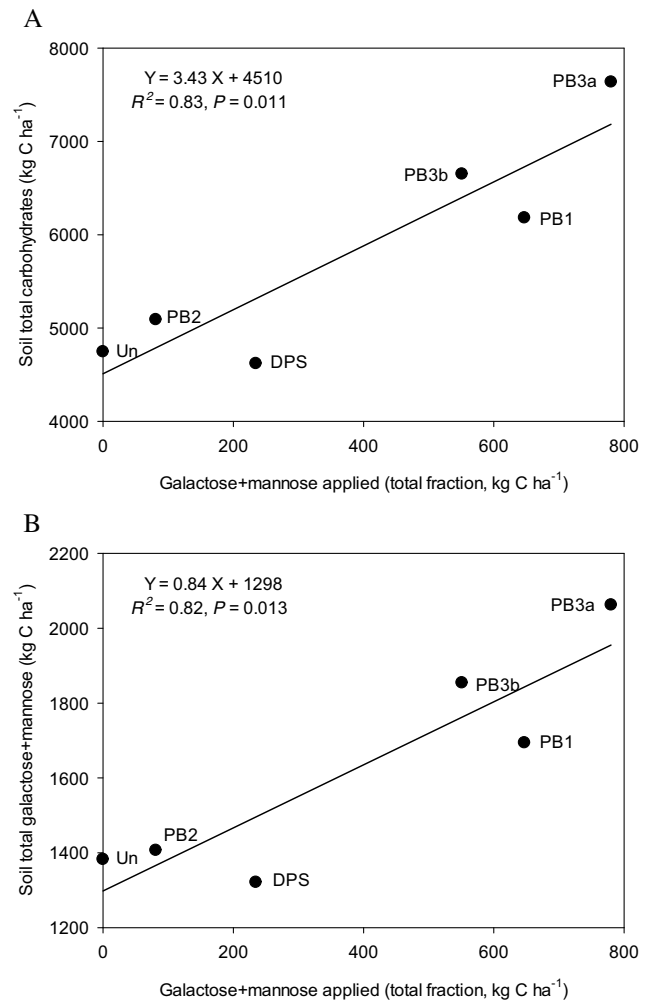 A
8000
Y = 3.43 X + 4510
R² = 0.83, P = 0.011
PB3a
7000
PB3b
PB1
6000
Soil total carbohydrates (kg C ha⁻¹)
5000
PB2
Un
DPS
4000
0 200 400 600 800
Galactose+mannose applied (total fraction, kg C ha⁻¹)
B
2200
Y = 0.84 X + 1298
R² = 0.82, P = 0.013
PB3a
2000
PB3b
1800
PB1
Soil total galactose+mannose (kg C ha⁻¹)
1600
PB2
1400
Un
DPS
1200
0 200 400 600 800
Galactose+mannose applied (total fraction, kg C ha⁻¹)